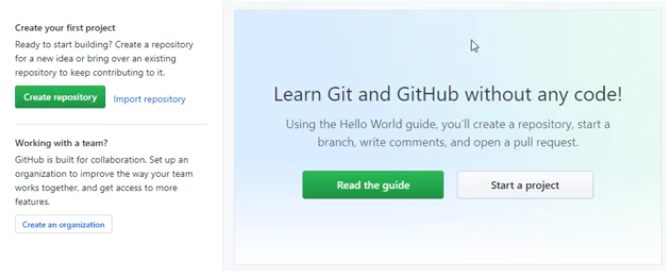 Create your first project
Ready to start building? Create a repository
for a new idea or bring over an existing
repository to keep contributing to it.
Create repository
Import repository
Working with a team?
GitHub is built for collaboration. Set up an
organization to improve the way your team
works together, and get access to more
features.
Create an organization
Learn Git and GitHub without any code!
Using the Hello World guide, you'll create a repository, start a
branch, write comments, and open a pull request.
Read the guide
Start a project